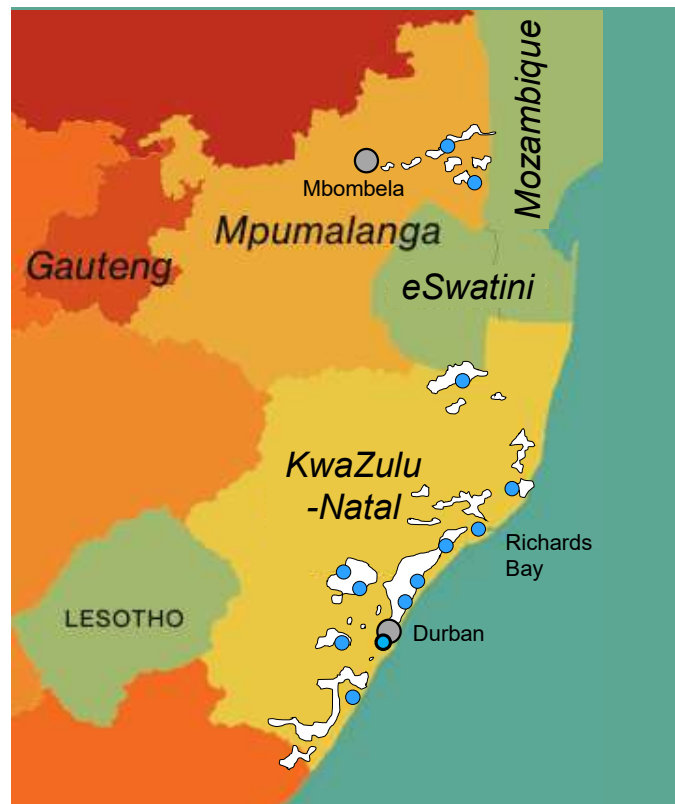 Mozambique
Mbombela
Mpumalanga
Gauteng
eSwatini
KwaZulu
-Natal
Richards
Bay
LESOTHO
Durban